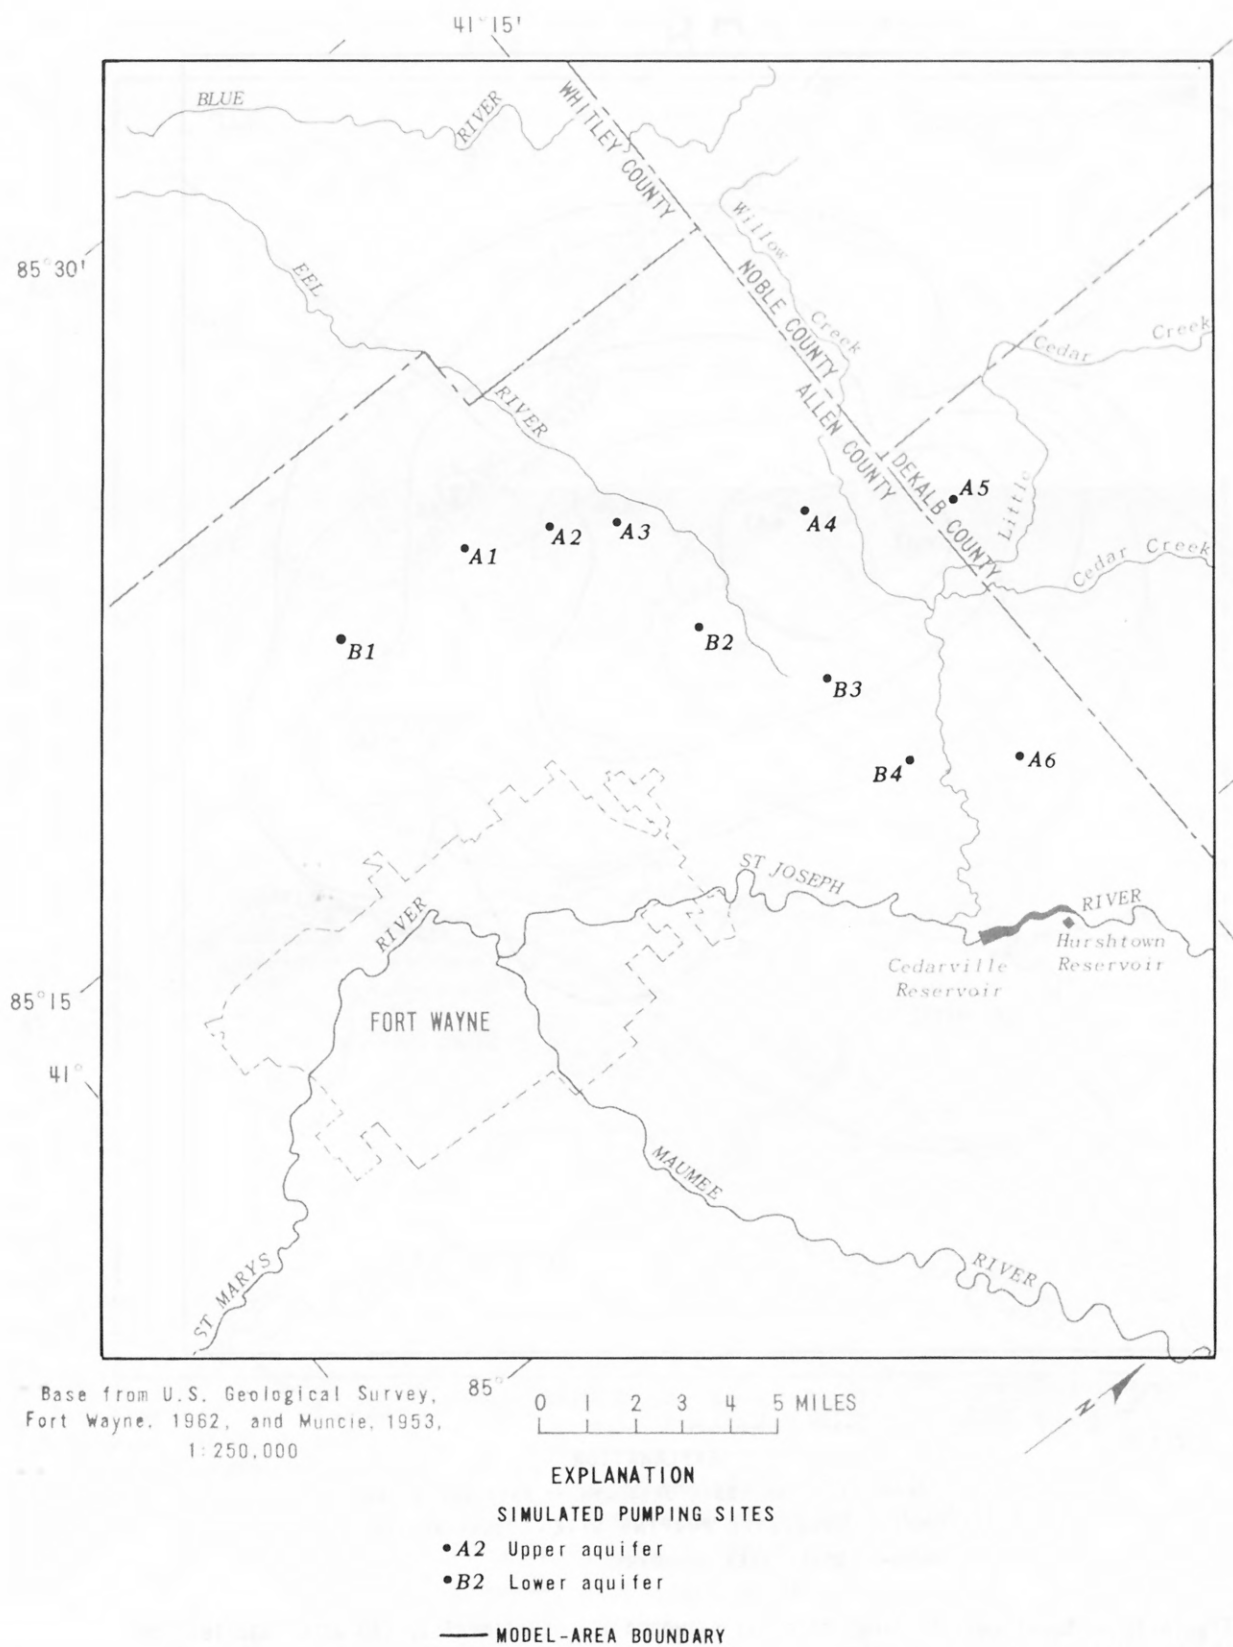 41°15'
BLUE
RIVER
WHITLEY COUNTY
Willow
Creek
85°30'
EEL
RIVER
NOBLE COUNTY
ALLEN COUNTY
DEKALB COUNTY
Cedar
Creek
Little
Cedar Creek
A5
A4
A3
A2
A1
B1
B2
B3
B4
A6
ST JOSEPH
RIVER
RIVER
Hurshtown
Reservoir
Cedarville
Reservoir
85°15
FORT WAYNE
41°
MAUMEE
RIVER
ST MARYS
N
Base from U.S. Geological Survey,
Fort Wayne. 1962, and Muncie, 1953,
1:250,000
85°
0 1 2 3 4 5 MILES
EXPLANATION
SIMULATED PUMPING SITES
A2 Upper aquifer
B2 Lower aquifer
MODEL-AREA BOUNDARY